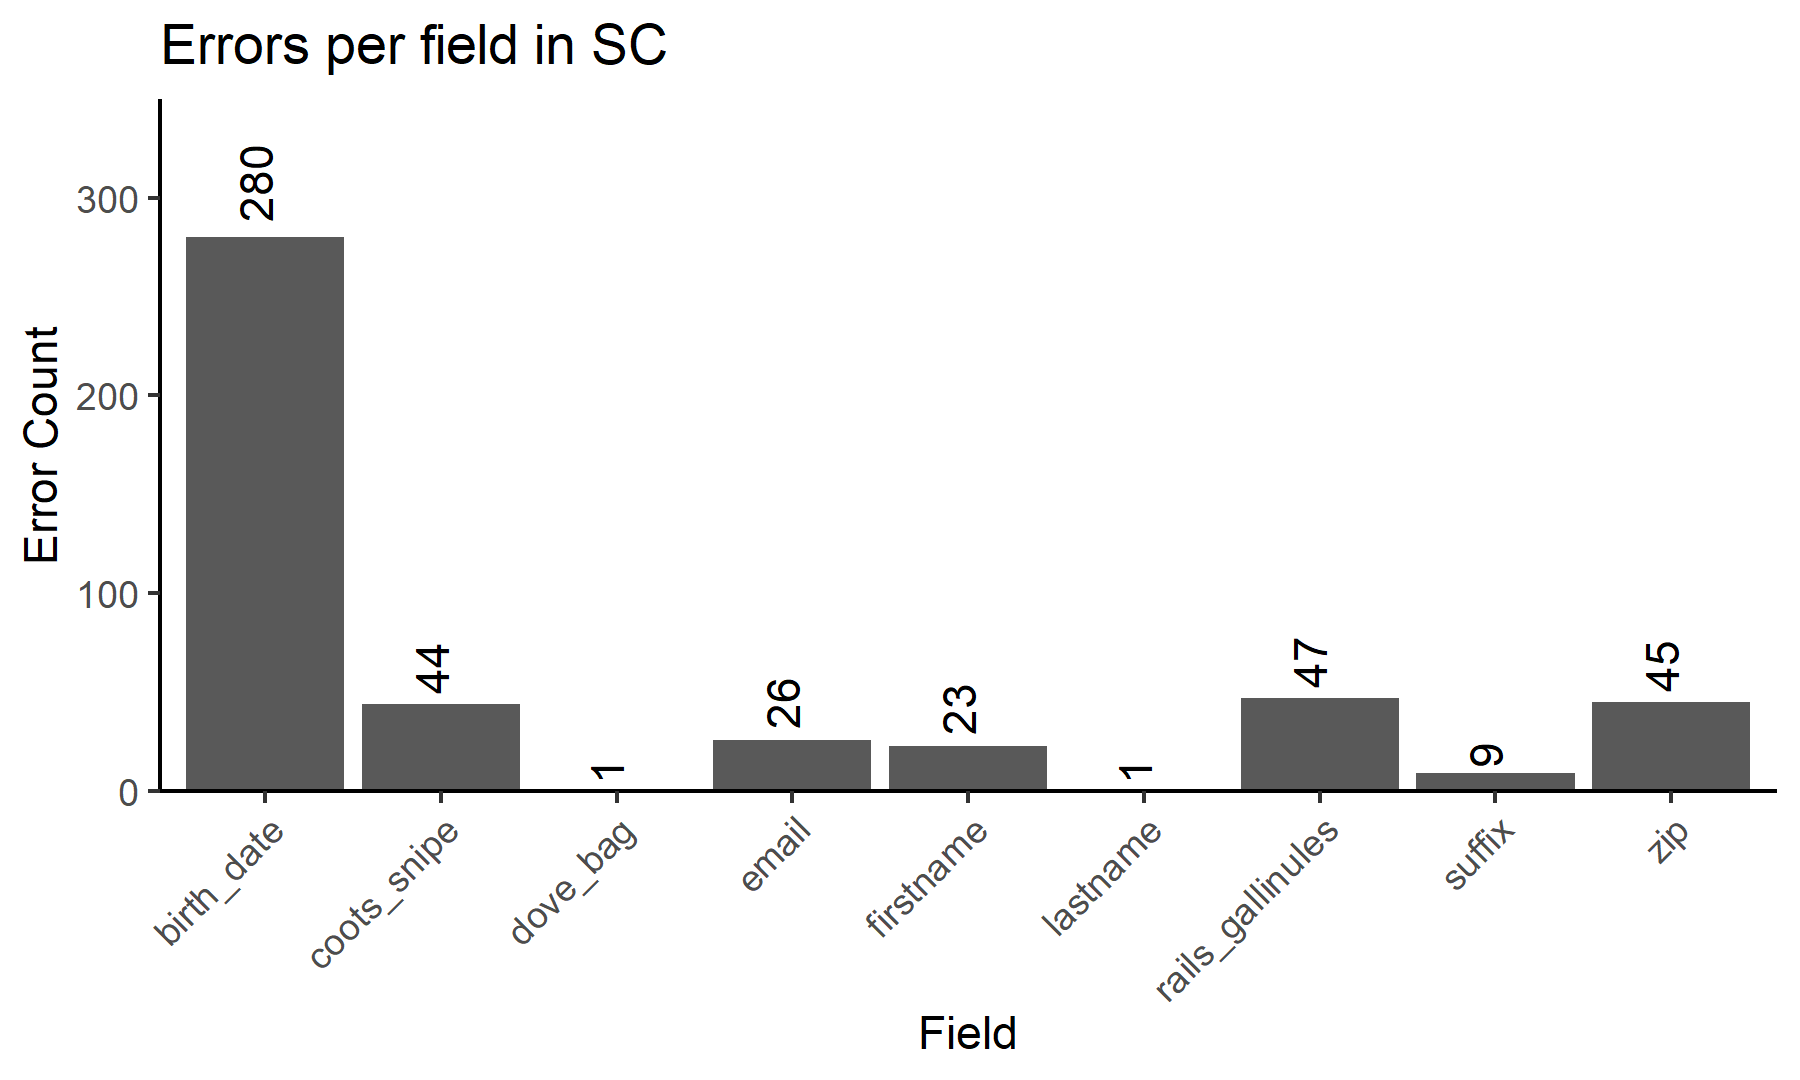 Errors per field in SC
Error Count
300
200
100
0
280
44
1
26
23
1
47
9
45
birth_date
coots_snipe
dove_bag
email
firstname
lastname
rails_gallinules
suffix
zip
Field